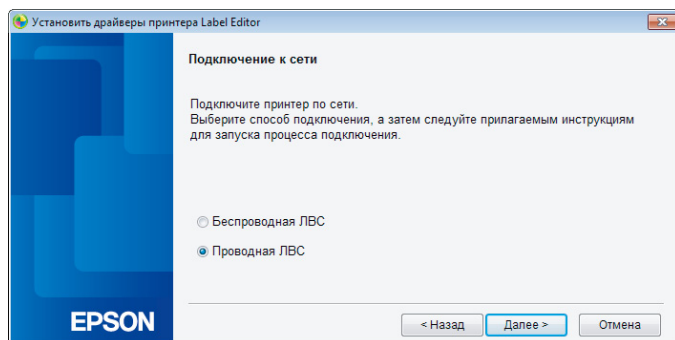 Установить драйверы принтера Label Editor
Подключение к сети
Подключите принтер по сети.
Выберите способ подключения, а затем следуйте прилагаемым инструкциям
для запуска процесса подключения.
Беспроводная ЛВС
Проводная ЛВС
EPSON
< Назад
Далее >
Отмена